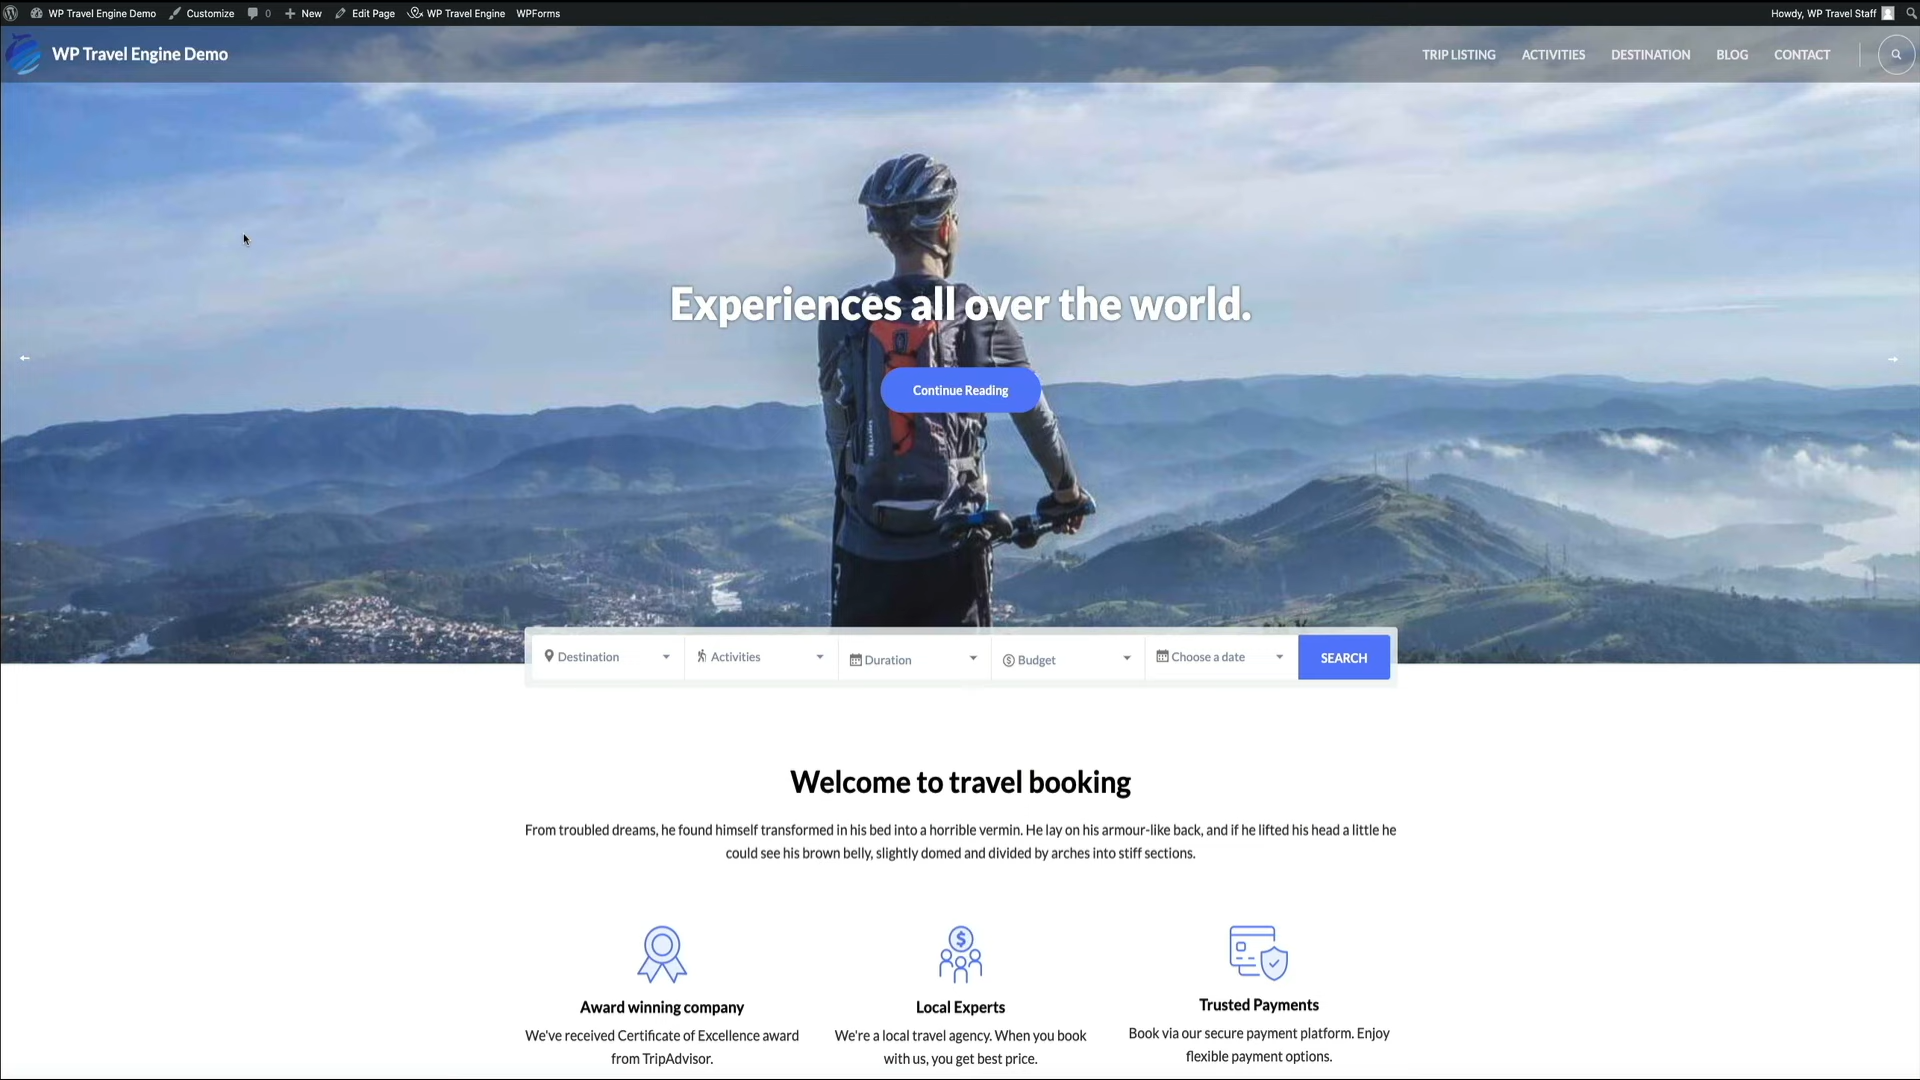 WP Travel Engine Demo Customize 0 New Edit Page WP Travel Engine WPForms Howdy, WP Travel Staff
WP Travel Engine Demo TRIP LISTING ACTIVITIES DESTINATION BLOG CONTACT
Experiences all over the world.
Continue Reading
Destination Activities Duration Budget Choose a date SEARCH
Welcome to travel booking
From troubled dreams, he found himself transformed in his bed into a horrible vermin. He lay on his armour-like back, and if he lifted his head a little he
could see his brown belly, slightly domed and divided by arches into stiff sections.
Award winning company
We've received Certificate of Excellence award
from TripAdvisor.
Local Experts
We're a local travel agency. When you book
with us, you get best price.
Trusted Payments
Book via our secure payment platform. Enjoy
flexible payment options.